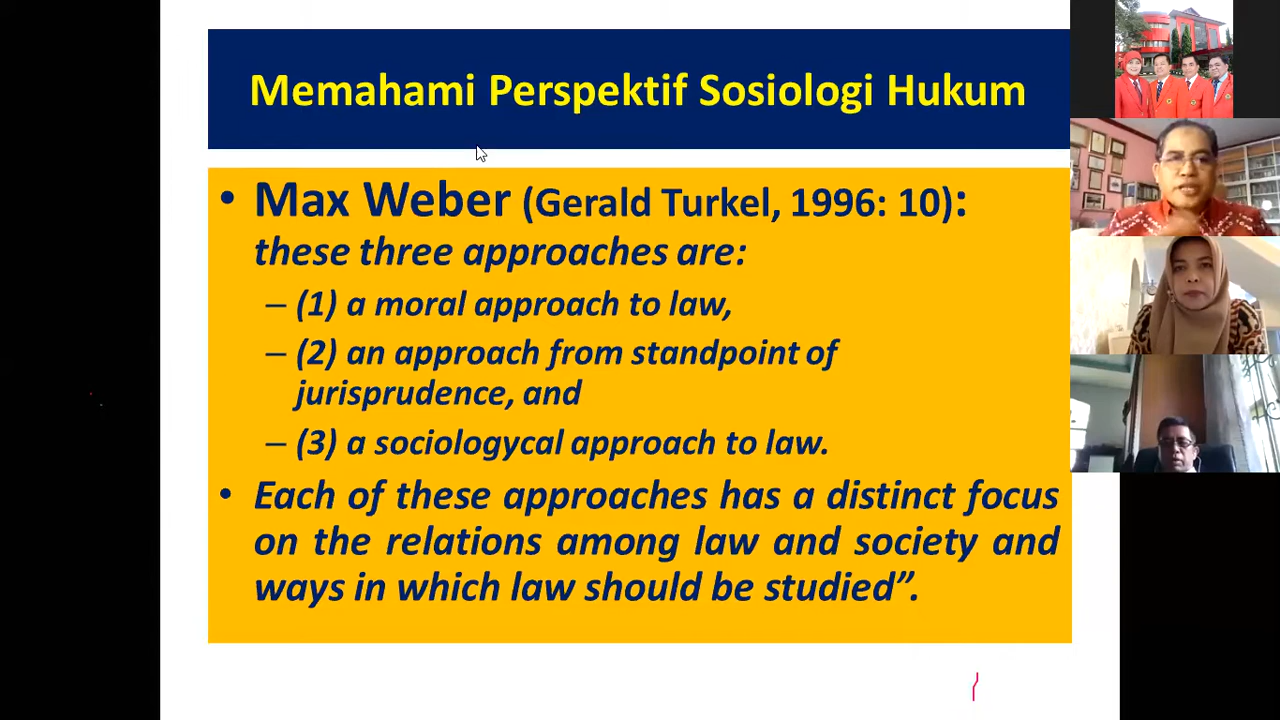 Memahami Perspektif Sosiologi Hukum
• Max Weber (Gerald Turkel, 1996: 10):
these three approaches are:
– (1) a moral approach to law,
– (2) an approach from standpoint of
jurisprudence, and
– (3) a sociologycal approach to law.
• Each of these approaches has a distinct focus
on the relations among law and society and
ways in which law should be studied”.